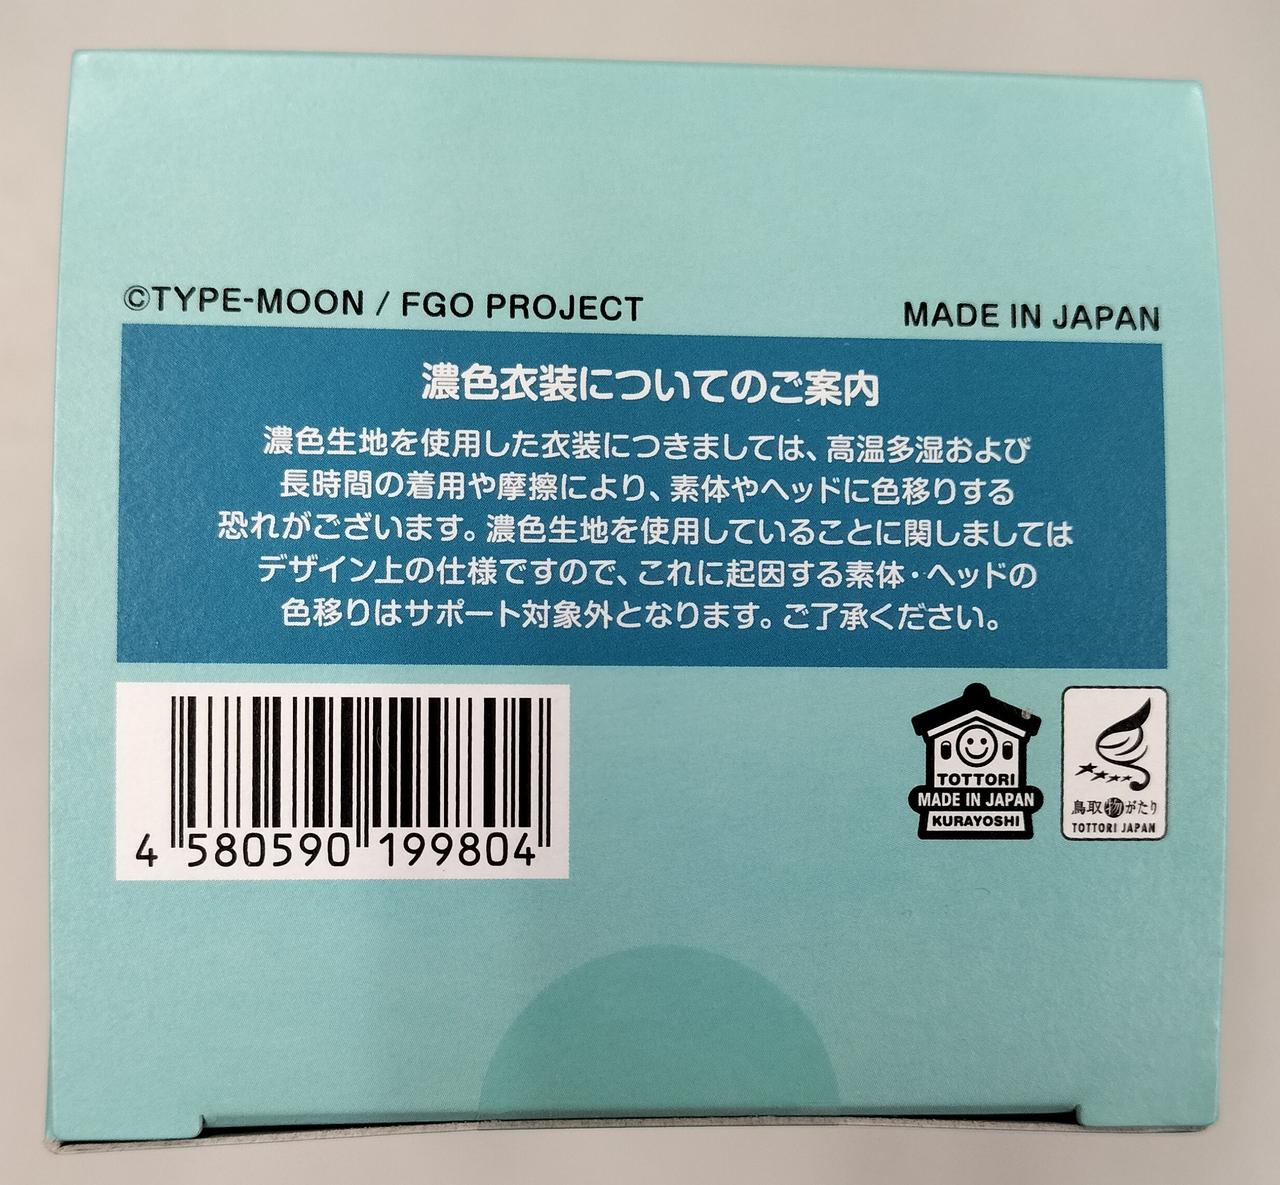 ©TYPE-MOON / FGO PROJECT
MADE IN JAPAN
濃色衣装についてのご案内
濃色生地を使用した衣装につきましては、高温多湿および
長時間の着用や摩擦により、素体やヘッドに色移りする
恐れがございます。濃色生地を使用していることに関しましては
デザイン上の仕様ですので、これに起因する素体・ヘッドの
色移りはサポート対象外となります。ご了承ください。
4 580590 199804
TOTTORI
MADE IN JAPAN
KURAYOSHI
鳥取物がたり
TOTTORI JAPAN